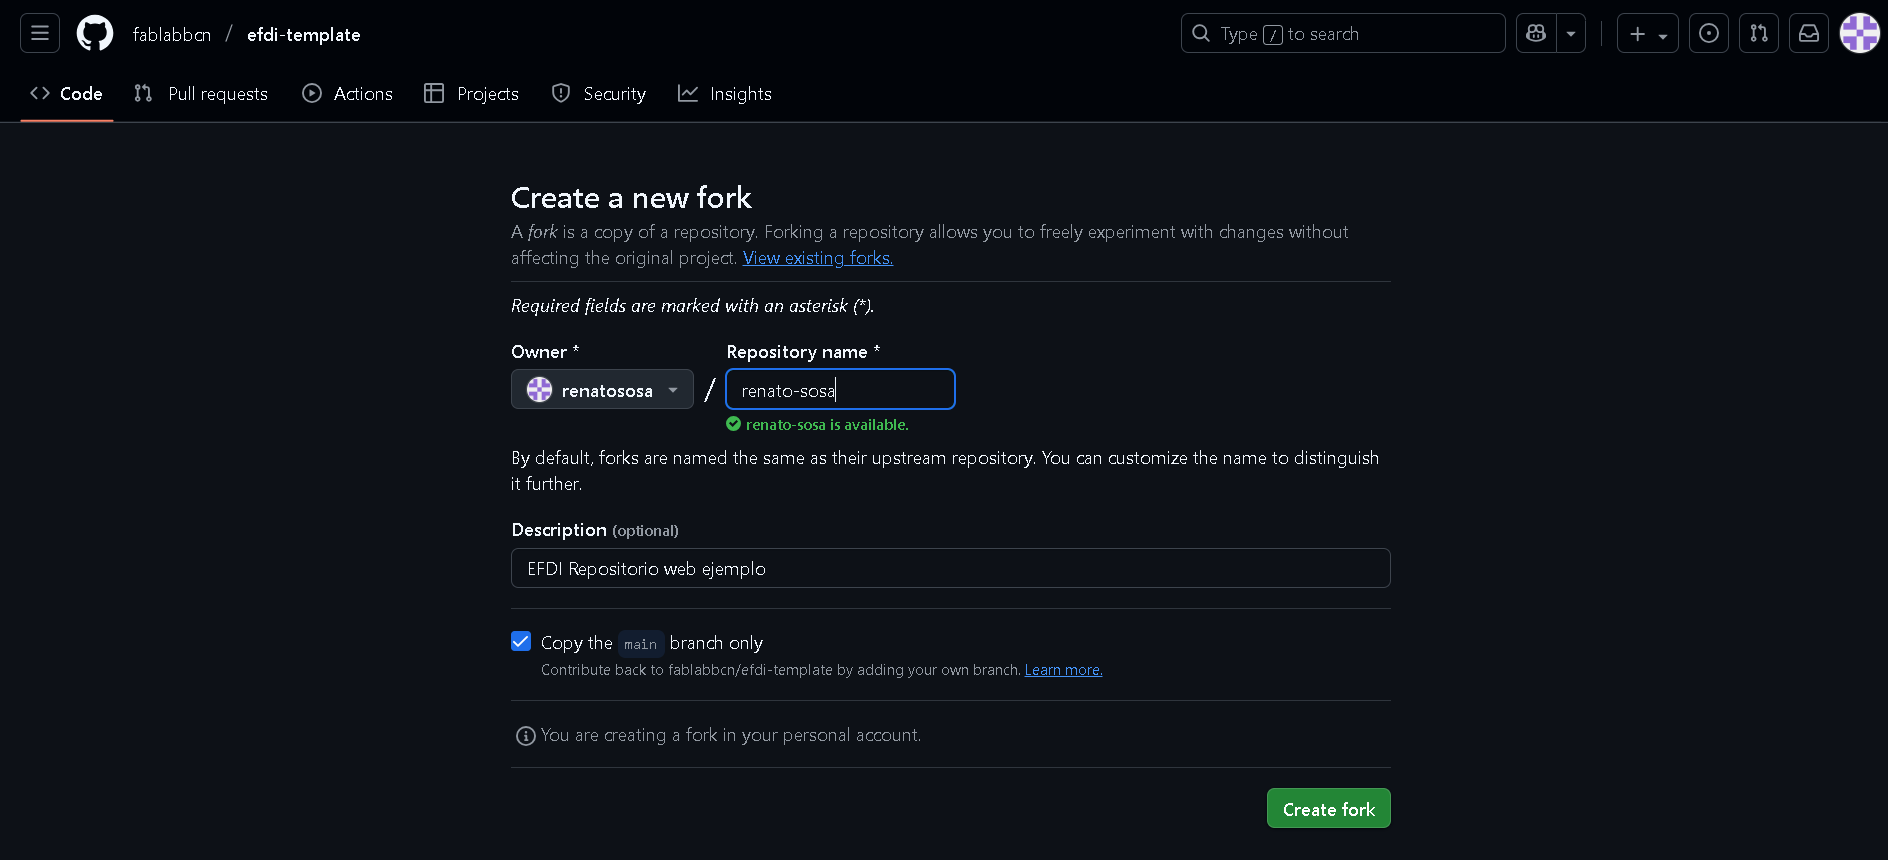 fablabbcn / efdi-template
Type / to search
Code
Pull requests
Actions
Projects
Security
Insights
Create a new fork
A fork is a copy of a repository. Forking a repository allows you to freely experiment with changes without
affecting the original project. View existing forks.
Required fields are marked with an asterisk (*).
Owner *
Repository name *
renatososa / renato-sosa
renato-sosa is available.
By default, forks are named the same as their upstream repository. You can customize the name to distinguish
it further.
Description (optional)
EFDI Repositorio web ejemplo
Copy the main branch only
Contribute back to fablabbcn/efdi-template by adding your own branch. Learn more.
You are creating a fork in your personal account.
Create fork